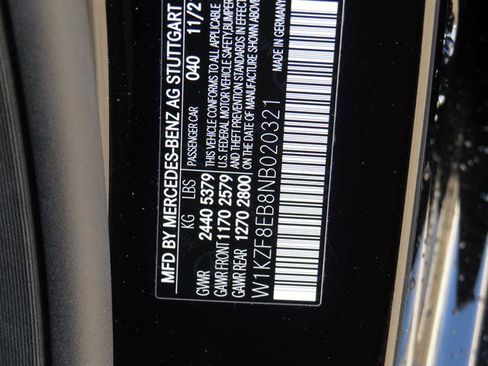 MFD BY MERCEDES-BENZ AG STUTTGART
KG LBS PASSENGER CAR 040 11/2
GVWR 2440 5379 THIS VEHICLE CONFORMS TO ALL APPLICABLE
GAWR FRONT 1170 2579 U.S. FEDERAL MOTOR VEHICLE SAFETY, BUMPER
GAWR REAR 1270 2800 AND THEFT PREVENTION STANDARDS IN EFFECT
ON THE DATE OF MANUFACTURE SHOWN ABOVE
W1KZF8EB8NB020321 MADE IN GERMANY